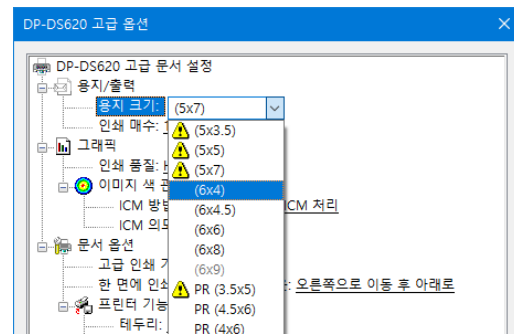 DP-DS620 고급 옵션
DP-DS620 고급 문서 설정
용지/출력
용지 크기: (5x7)
인쇄 매수:
(5x3.5)
그래픽
(5x5)
인쇄 품질:
(5x7)
이미지 색
(6x4)
ICM 방법
(6x4.5)
ICM 처리
ICM 의도
(6x6)
문서 옵션
(6x8)
고급 인쇄
(6x9)
한 면에 인쇄
PR (3.5x5)
: 오른쪽으로 이동 후 아래로
프린터 기능
PR (4.5x6)
테두리:
PR (4x6)